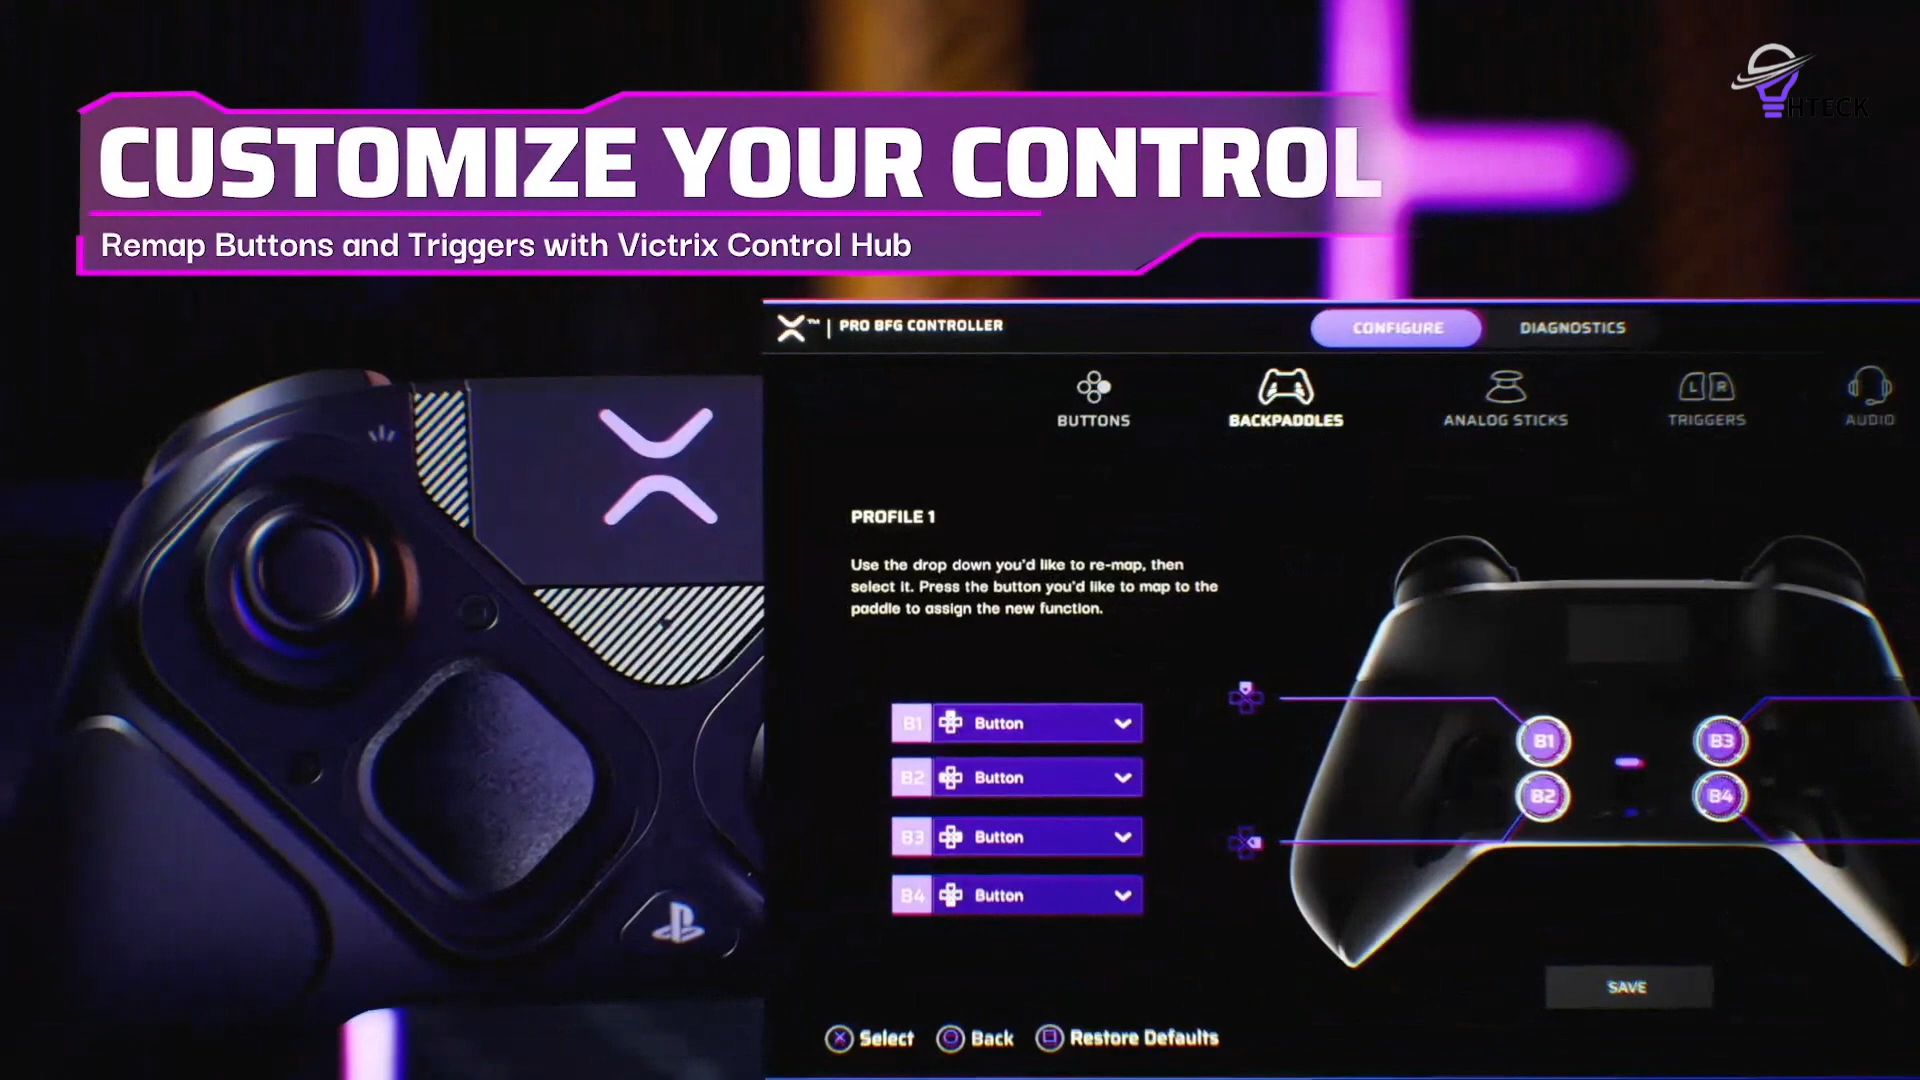 HTECK
CUSTOMIZE YOUR CONTROL
Remap Buttons and Triggers with Victrix Control Hub
™ | PRO BFG CONTROLLER
CONFIGURE
DIAGNOSTICS
BUTTONS
BACKPADDLES
ANALOG STICKS
L R
TRIGGERS
AUDIO
PROFILE 1
Use the drop down you'd like to re-map, then
select it. Press the button you'd like to map to the
paddle to assign the new function.
B1 Button
B2 Button
B3 Button
B4 Button
B1
B3
B2
B4
SAVE
Select
Back
Restore Defaults